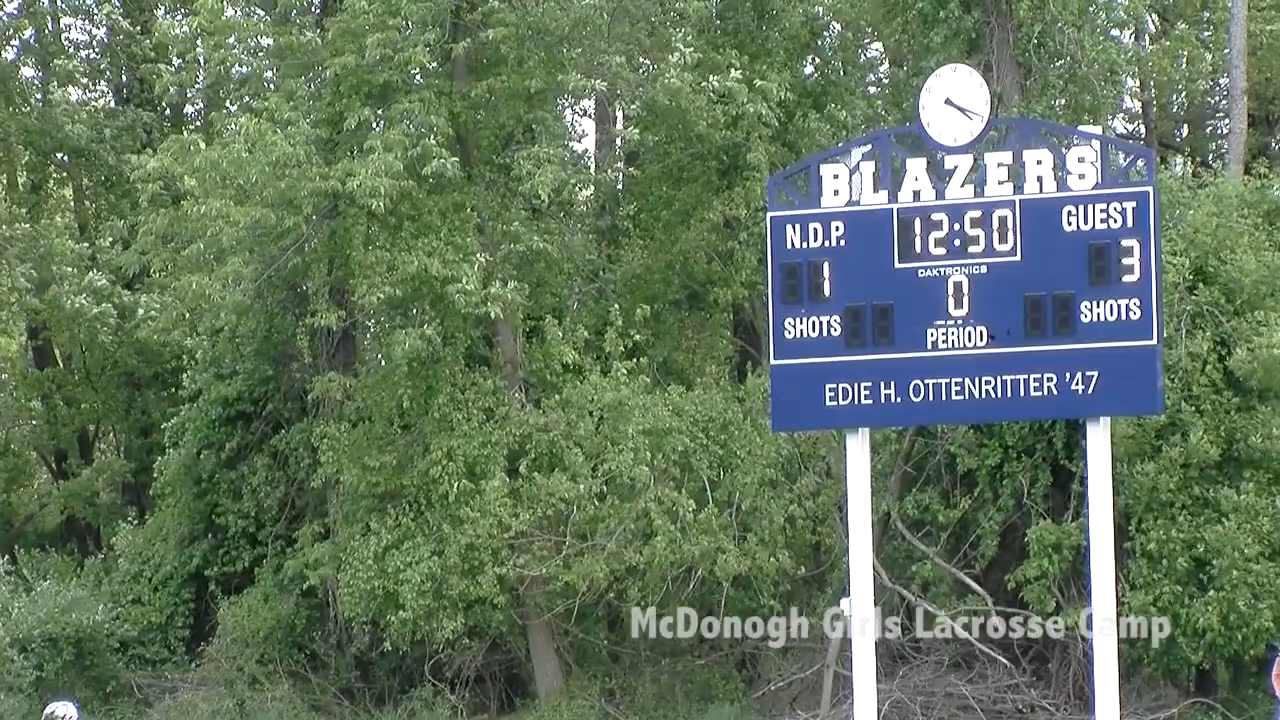 BLAZERS
N.D.P. 12:50 GUEST
DAKTRONICS
1 0 3
SHOTS PERIOD SHOTS
EDIE H. OTTENRITTER '47
McDonogh Girls Lacrosse Camp